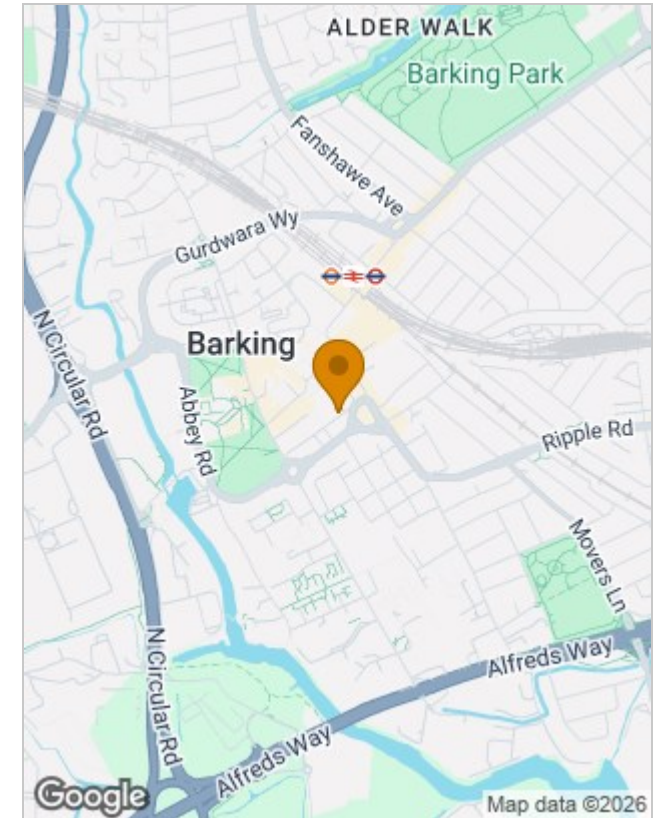 ALDER WALK
Barking Park
Fanshawe Ave
Gurdwara Wy
Barking
N Circular Rd
Abbey Rd
Ripple Rd
Movers Ln
N Circular Rd
Alfreds Way
Alfreds Way
Google
Map data ©2026